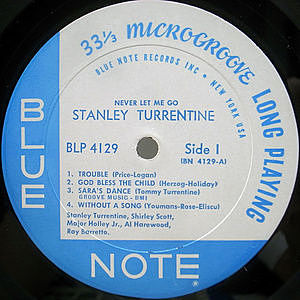 33⅓ MICROGROOVE LONG PLAYING
BLUE NOTE RECORDS INC • NEW YORK USA
NEVER LET ME GO
STANLEY TURRENTINE
BLP 4129 Side 1
(BN 4129-A)
1. TROUBLE (Price-Logan)
2. GOD BLESS THE CHILD (Herzog-Holiday)
3. SARA'S DANCE (Tommy Turrentine)
GROOVE MUSIC - BMI
4. WITHOUT A SONG (Youmans-Rose-Eliscu)
Stanley Turrentine, Shirley Scott,
Major Holley Jr., Al Harewood,
Ray Barretto.
BLUE
NOTE ®